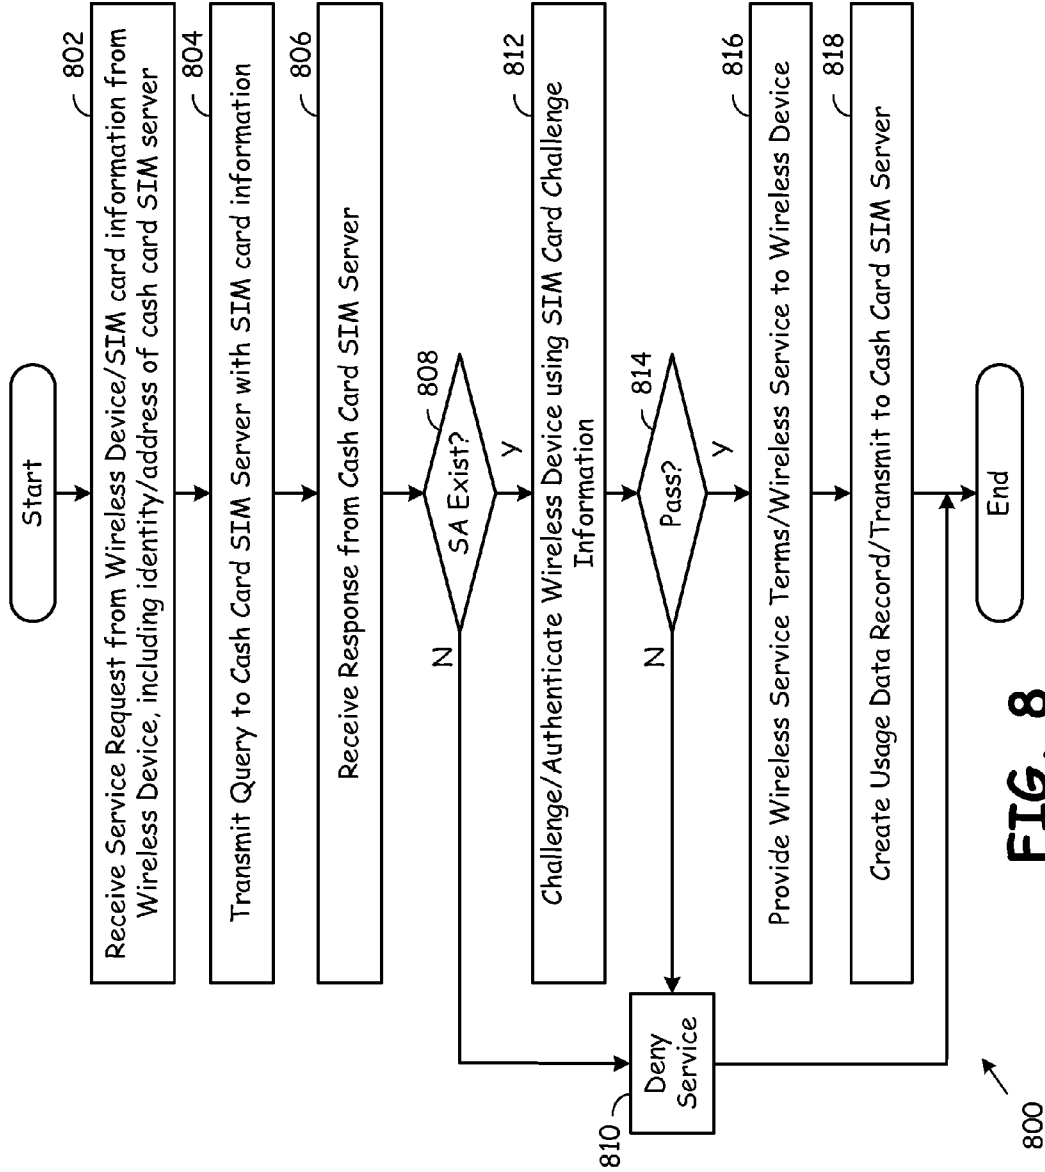 Start
802
Receive Service Request from Wireless Device/SIM card information from
Wireless Device, including identity/address of cash card SIM server
804
Transmit Query to Cash Card SIM Server with SIM card information
806
Receive Response from Cash Card SIM Server
808
SA Exist?
N
y
812
Challenge/Authenticate Wireless Device using SIM Card Challenge
Information
814
Pass?
N
y
810
Deny
Service
816
Provide Wireless Service Terms/Wireless Service to Wireless Device
818
Create Usage Data Record/Transmit to Cash Card SIM Server
End
800
FIG. 8